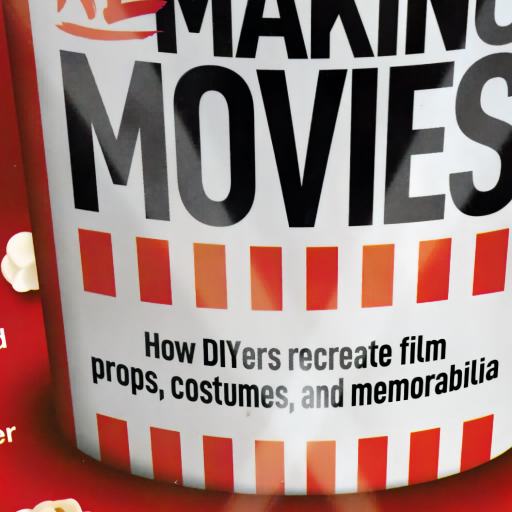 MAKING
MOVIES
How DIYers recreate film
props, costumes, and memorabilia